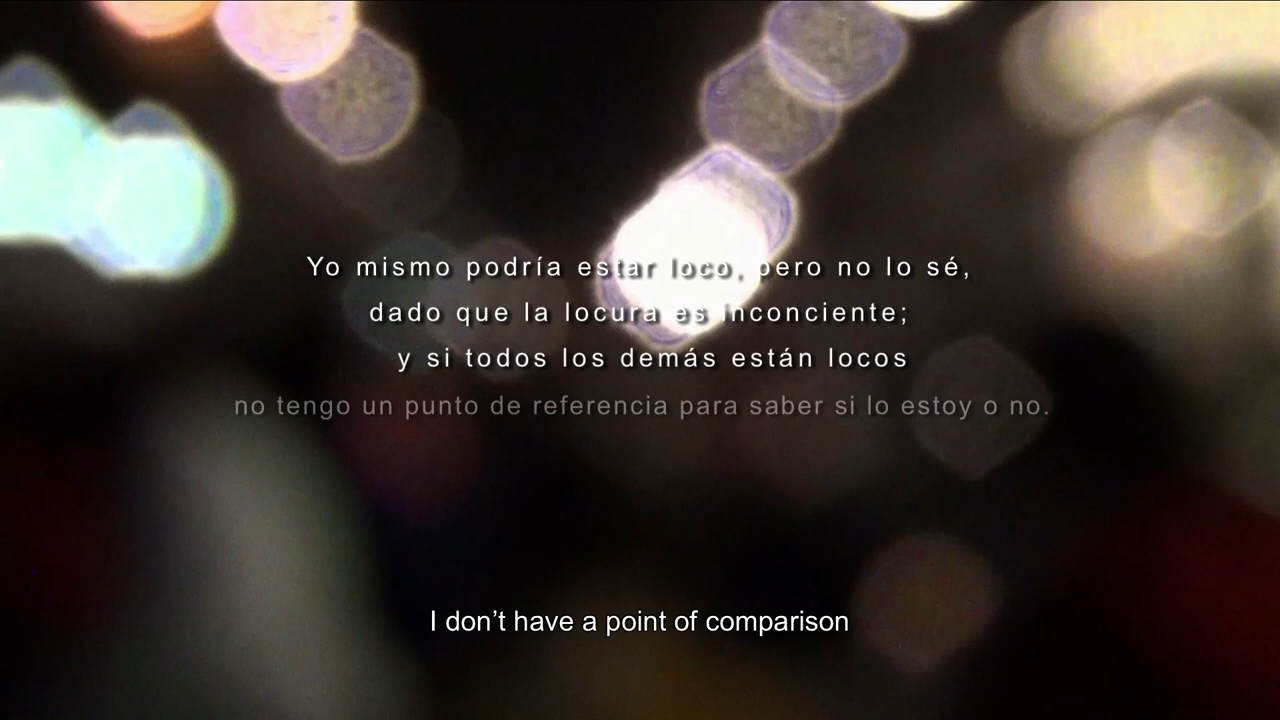 Yo mismo podría estar loco, pero no lo sé,
dado que la locura es inconciente;
y si todos los demás están locos
no tengo un punto de referencia para saber si lo estoy o no.
I don’t have a point of comparison